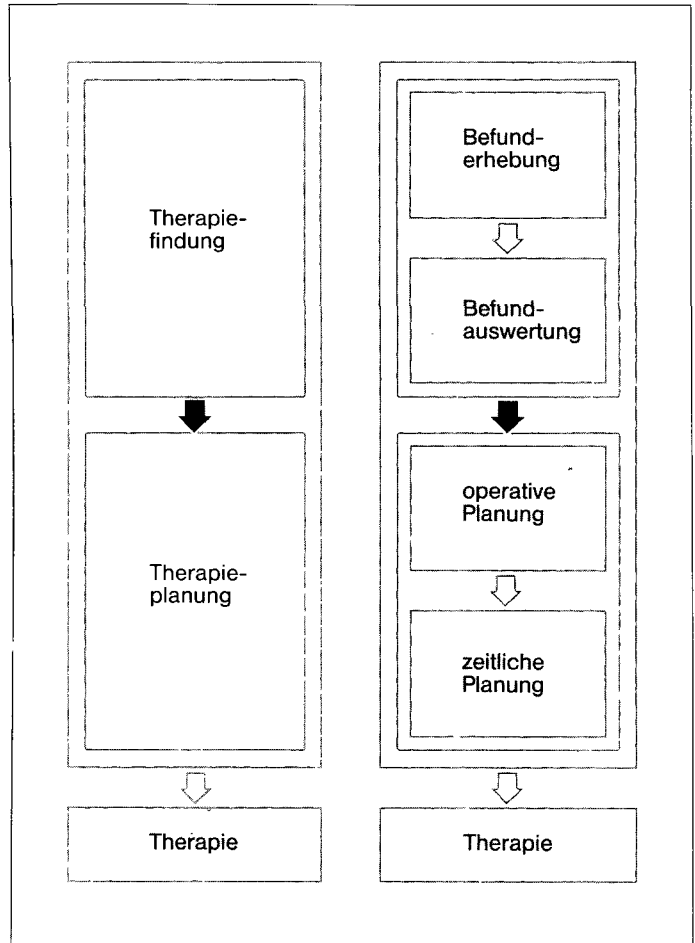 Therapie-
findung
Therapie-
planung
Therapie
Befund-
erhebung
Befund-
auswertung
operative
Planung
zeitliche
Planung
Therapie